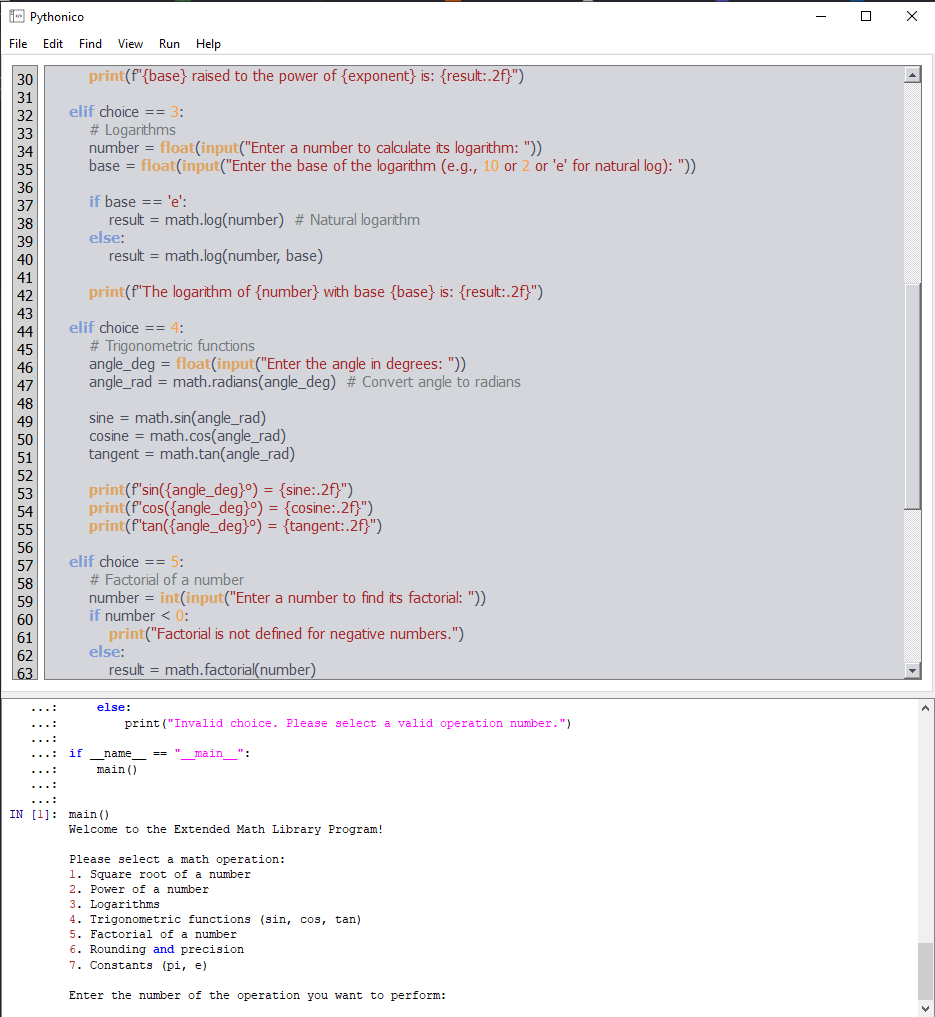 Pythonico
File Edit Find View Run Help
30 print(f"{base} raised to the power of {exponent} is: {result:.2f}")
31
32 elif choice == 3:
33 # Logarithms
34 number = float(input("Enter a number to calculate its logarithm: "))
35 base = float(input("Enter the base of the logarithm (e.g., 10 or 2 or 'e' for natural log): "))
36
37 if base == 'e':
38 result = math.log(number) # Natural logarithm
39 else:
40 result = math.log(number, base)
41
42 print(f"The logarithm of {number} with base {base} is: {result:.2f}")
43
44 elif choice == 4:
45 # Trigonometric functions
46 angle_deg = float(input("Enter the angle in degrees: "))
47 angle_rad = math.radians(angle_deg) # Convert angle to radians
48
49 sine = math.sin(angle_rad)
50 cosine = math.cos(angle_rad)
51 tangent = math.tan(angle_rad)
52
53 print(f"sin({angle_deg}°) = {sine:.2f}")
54 print(f"cos({angle_deg}°) = {cosine:.2f}")
55 print(f"tan({angle_deg}°) = {tangent:.2f}")
56
57 elif choice == 5:
58 # Factorial of a number
59 number = int(input("Enter a number to find its factorial: "))
60 if number < 0:
61 print("Factorial is not defined for negative numbers.")
62 else:
63 result = math.factorial(number)
...: else:
...: print("Invalid choice. Please select a valid operation number.")
...:
...: if __name__ == "__main__":
...: main()
...:
...:
IN [1]: main()
Welcome to the Extended Math Library Program!
Please select a math operation:
1. Square root of a number
2. Power of a number
3. Logarithms
4. Trigonometric functions (sin, cos, tan)
5. Factorial of a number
6. Rounding and precision
7. Constants (pi, e)
Enter the number of the operation you want to perform: